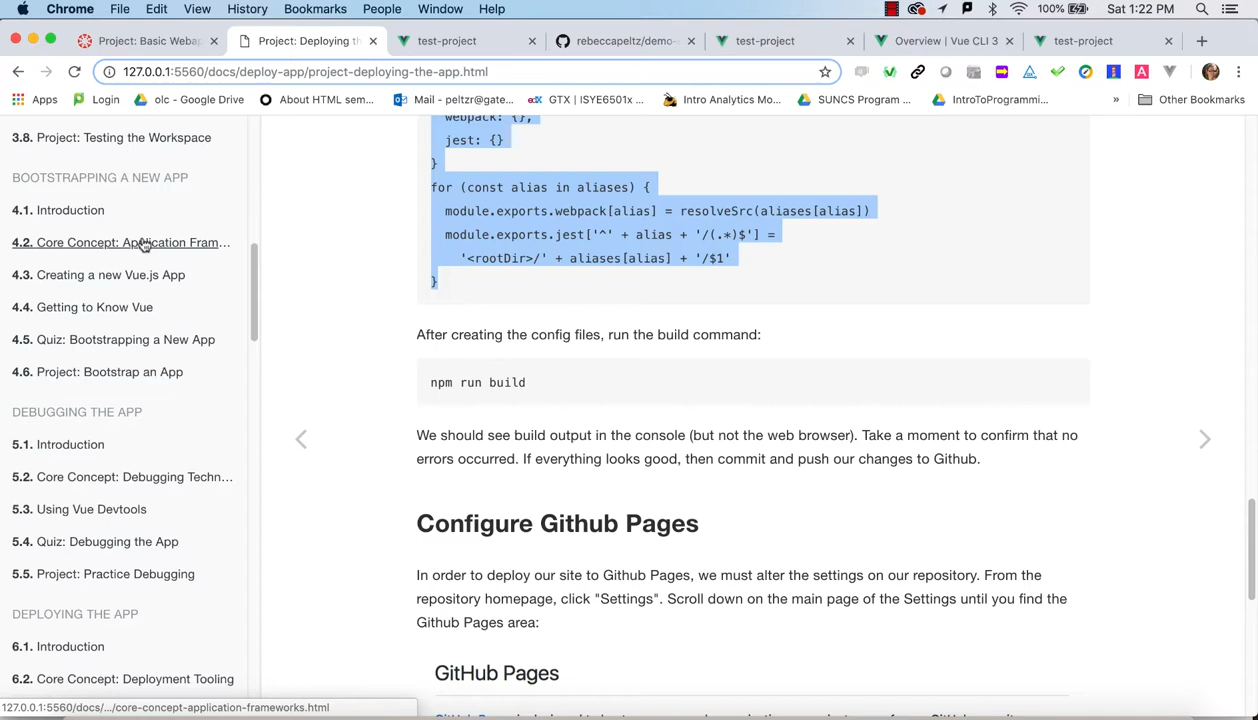 Chrome File Edit View History Bookmarks People Window Help 100% Sat 1:22 PM
Project: Basic Webap
Project: Deploying th
test-project
rebeccapeltz/demo-
test-project
Overview | Vue CLI 3
test-project
127.0.0.1:5560/docs/deploy-app/project-deploying-the-app.html
Apps Login olc - Google Drive About HTML sem... Mail - peltzr@gate... GTX | ISYE6501x ... Intro Analytics Mo... SUNCS Program ... IntroToProgrammi... » Other Bookmarks
3.8. Project: Testing the Workspace
BOOTSTRAPPING A NEW APP
4.1. Introduction
4.2. Core Concept: Application Fram...
4.3. Creating a new Vue.js App
4.4. Getting to Know Vue
4.5. Quiz: Bootstrapping a New App
4.6. Project: Bootstrap an App
DEBUGGING THE APP
5.1. Introduction
5.2. Core Concept: Debugging Techn...
5.3. Using Vue Devtools
5.4. Quiz: Debugging the App
5.5. Project: Practice Debugging
DEPLOYING THE APP
6.1. Introduction
6.2. Core Concept: Deployment Tooling
webpack: {},
jest: {}
}
for (const alias in aliases) {
module.exports.webpack[alias] = resolveSrc(aliases[alias])
module.exports.jest['^' + alias + '/(.*)$'] =
'<rootDir>/' + aliases[alias] + '/$1'
}
After creating the config files, run the build command:
npm run build
We should see build output in the console (but not the web browser). Take a moment to confirm that no
errors occurred. If everything looks good, then commit and push our changes to Github.
Configure Github Pages
In order to deploy our site to Github Pages, we must alter the settings on our repository. From the
repository homepage, click "Settings". Scroll down on the main page of the Settings until you find the
Github Pages area:
GitHub Pages
127.0.0.1:5560/docs/.../core-concept-application-frameworks.html